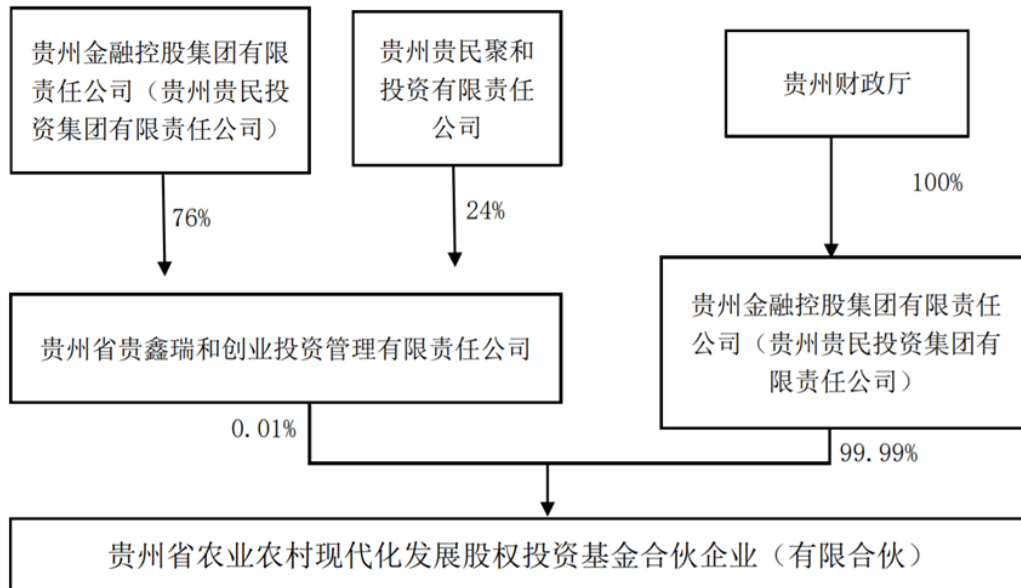 贵州金融控股集团有限
责任公司（贵州贵民投
资集团有限责任公司）
贵州贵民聚和
投资有限责任
公司
贵州财政厅
76%
24%
100%
贵州省贵鑫瑞和创业投资管理有限责任公司
贵州金融控股集团有限责任
公司（贵州贵民投资集团有
限责任公司）
0.01%
99.99%
贵州省农业农村现代化发展股权投资基金合伙企业（有限合伙）